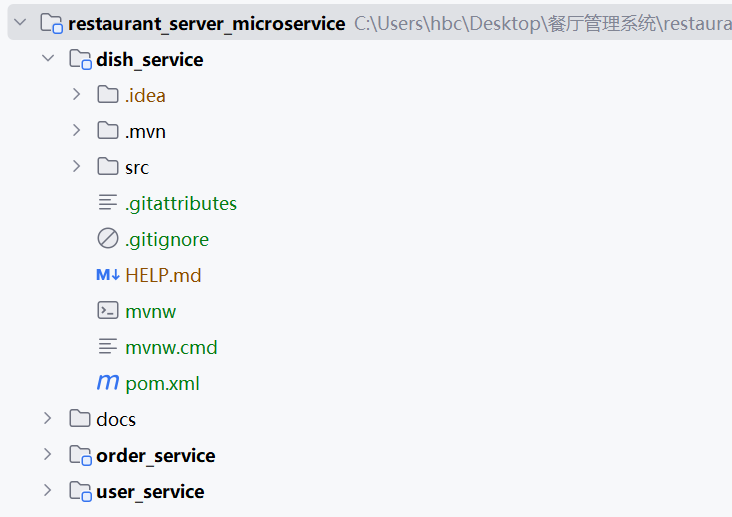 restaurant_server_microservice C:\Users\hbc\Desktop\餐厅管理系统\restaura
dish_service
.idea
.mvn
src
.gitattributes
.gitignore
M↓ HELP.md
mvnw
mvnw.cmd
m pom.xml
docs
order_service
user_service